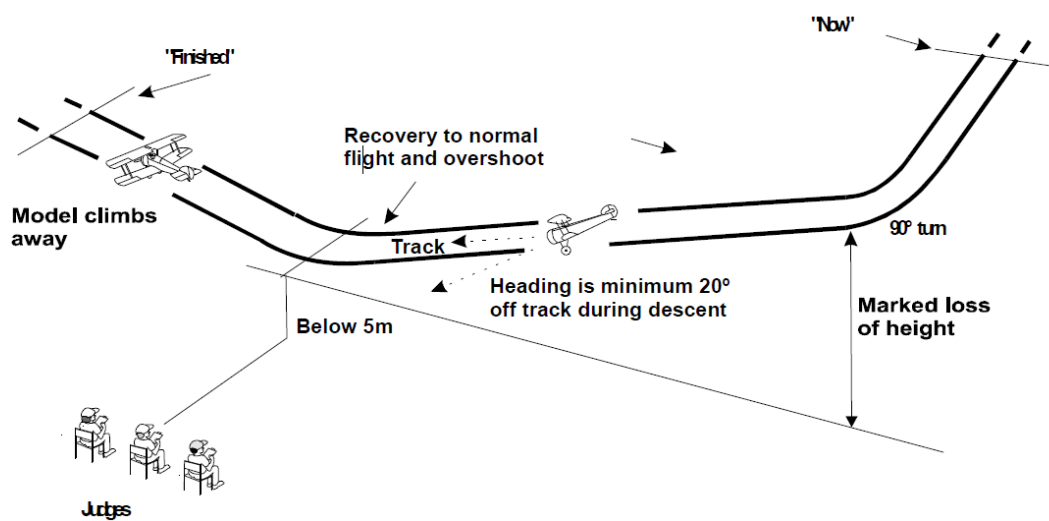 "Now"
"Finished"
Recovery to normal
flight and overshoot
Model climbs
away
Track
90º turn
Heading is minimum 20º
off track during descent
Marked loss
of height
Below 5m
Judges